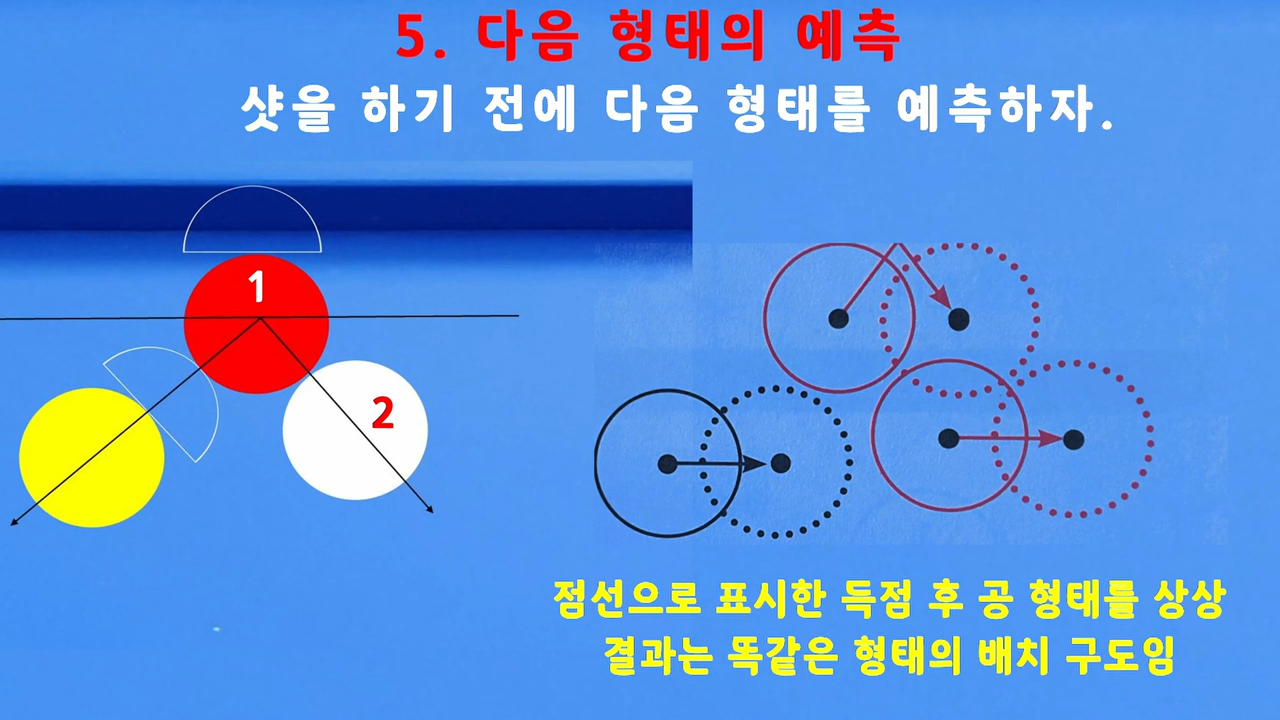 5. 다음 형태의 예측
샷을 하기 전에 다음 형태를 예측하자.
1
2
점선으로 표시한 득점 후 공 형태를 상상
결과는 똑같은 형태의 배치 구도임